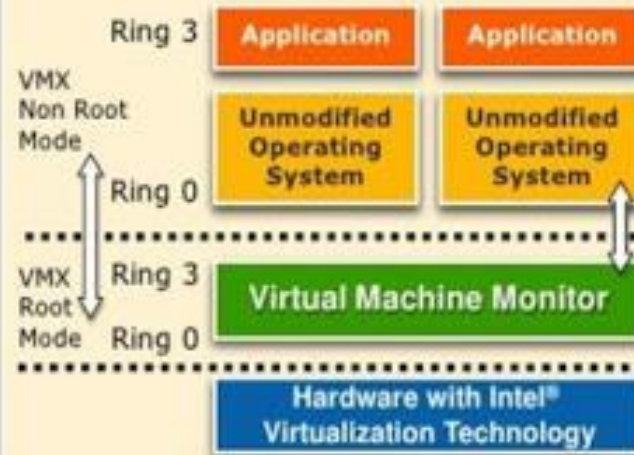 Ring 3
Application
Application
VMX
Non Root
Mode
Unmodified
Operating
System
Unmodified
Operating
System
Ring 0
VMX
Root
Mode
Ring 3
Ring 0
Virtual Machine Monitor
Hardware with Intel®
Virtualization Technology